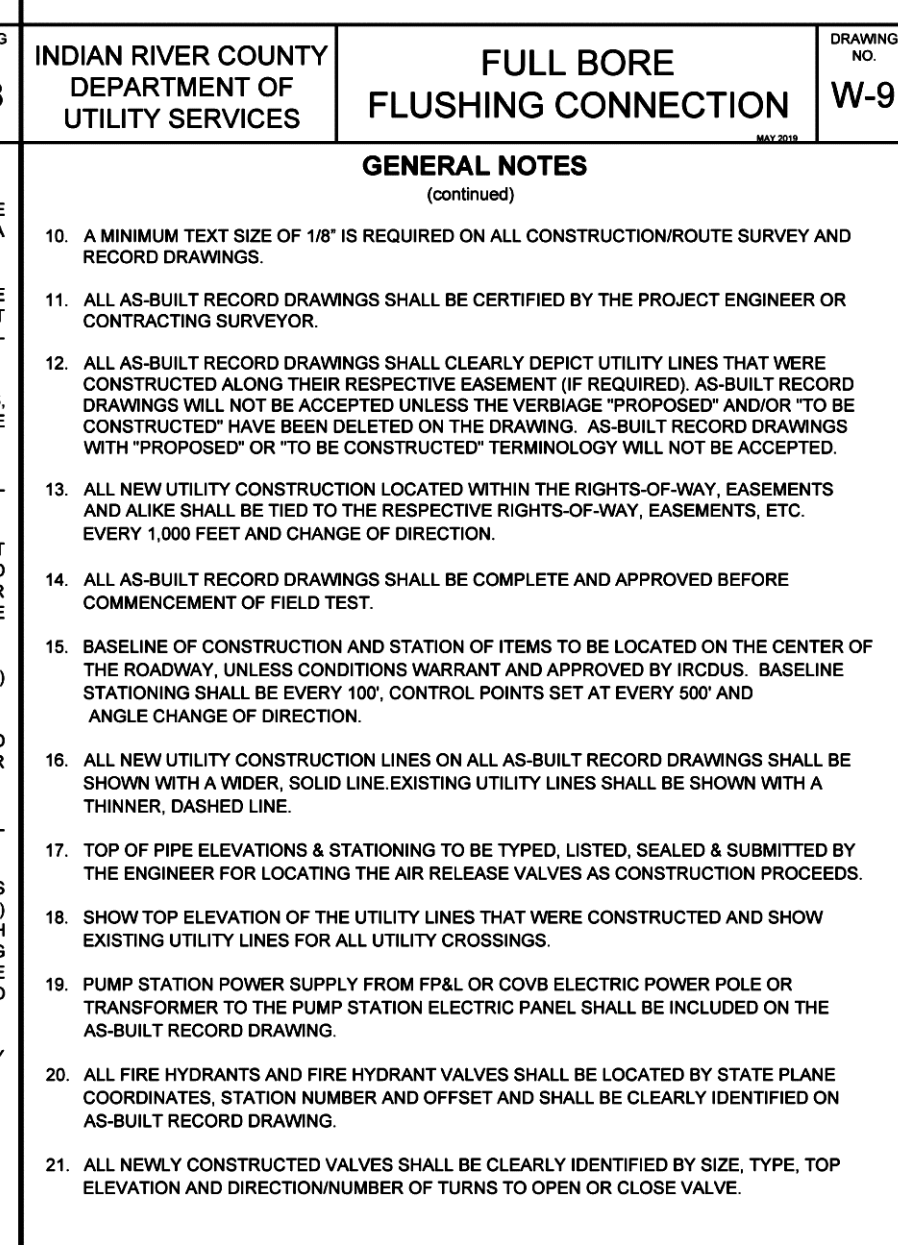 INDIAN RIVER COUNTY
DEPARTMENT OF
UTILITY SERVICES
FULL BORE
FLUSHING CONNECTION
MAY 2019
DRAWING
NO.
W-9
GENERAL NOTES
(continued)
10. A MINIMUM TEXT SIZE OF 1/8" IS REQUIRED ON ALL CONSTRUCTION/ROUTE SURVEY AND
RECORD DRAWINGS.
11. ALL AS-BUILT RECORD DRAWINGS SHALL BE CERTIFIED BY THE PROJECT ENGINEER OR
CONTRACTING SURVEYOR.
12. ALL AS-BUILT RECORD DRAWINGS SHALL CLEARLY DEPICT UTILITY LINES THAT WERE
CONSTRUCTED ALONG THEIR RESPECTIVE EASEMENT (IF REQUIRED). AS-BUILT RECORD
DRAWINGS WILL NOT BE ACCEPTED UNLESS THE VERBIAGE "PROPOSED" AND/OR "TO BE
CONSTRUCTED" HAVE BEEN DELETED ON THE DRAWING. AS-BUILT RECORD DRAWINGS
WITH "PROPOSED" OR "TO BE CONSTRUCTED" TERMINOLOGY WILL NOT BE ACCEPTED.
13. ALL NEW UTILITY CONSTRUCTION LOCATED WITHIN THE RIGHTS-OF-WAY, EASEMENTS
AND ALIKE SHALL BE TIED TO THE RESPECTIVE RIGHTS-OF-WAY, EASEMENTS, ETC.
EVERY 1,000 FEET AND CHANGE OF DIRECTION.
14. ALL AS-BUILT RECORD DRAWINGS SHALL BE COMPLETE AND APPROVED BEFORE
COMMENCEMENT OF FIELD TEST.
15. BASELINE OF CONSTRUCTION AND STATION OF ITEMS TO BE LOCATED ON THE CENTER OF
THE ROADWAY, UNLESS CONDITIONS WARRANT AND APPROVED BY IRCDUS. BASELINE
STATIONING SHALL BE EVERY 100', CONTROL POINTS SET AT EVERY 500' AND
ANGLE CHANGE OF DIRECTION.
16. ALL NEW UTILITY CONSTRUCTION LINES ON ALL AS-BUILT RECORD DRAWINGS SHALL BE
SHOWN WITH A WIDER, SOLID LINE.EXISTING UTILITY LINES SHALL BE SHOWN WITH A
THINNER, DASHED LINE.
17. TOP OF PIPE ELEVATIONS & STATIONING TO BE TYPED, LISTED, SEALED & SUBMITTED BY
THE ENGINEER FOR LOCATING THE AIR RELEASE VALVES AS CONSTRUCTION PROCEEDS.
18. SHOW TOP ELEVATION OF THE UTILITY LINES THAT WERE CONSTRUCTED AND SHOW
EXISTING UTILITY LINES FOR ALL UTILITY CROSSINGS.
19. PUMP STATION POWER SUPPLY FROM FP&L OR COVB ELECTRIC POWER POLE OR
TRANSFORMER TO THE PUMP STATION ELECTRIC PANEL SHALL BE INCLUDED ON THE
AS-BUILT RECORD DRAWING.
20. ALL FIRE HYDRANTS AND FIRE HYDRANT VALVES SHALL BE LOCATED BY STATE PLANE
COORDINATES, STATION NUMBER AND OFFSET AND SHALL BE CLEARLY IDENTIFIED ON
AS-BUILT RECORD DRAWING.
21. ALL NEWLY CONSTRUCTED VALVES SHALL BE CLEARLY IDENTIFIED BY SIZE, TYPE, TOP
ELEVATION AND DIRECTION/NUMBER OF TURNS TO OPEN OR CLOSE VALVE.